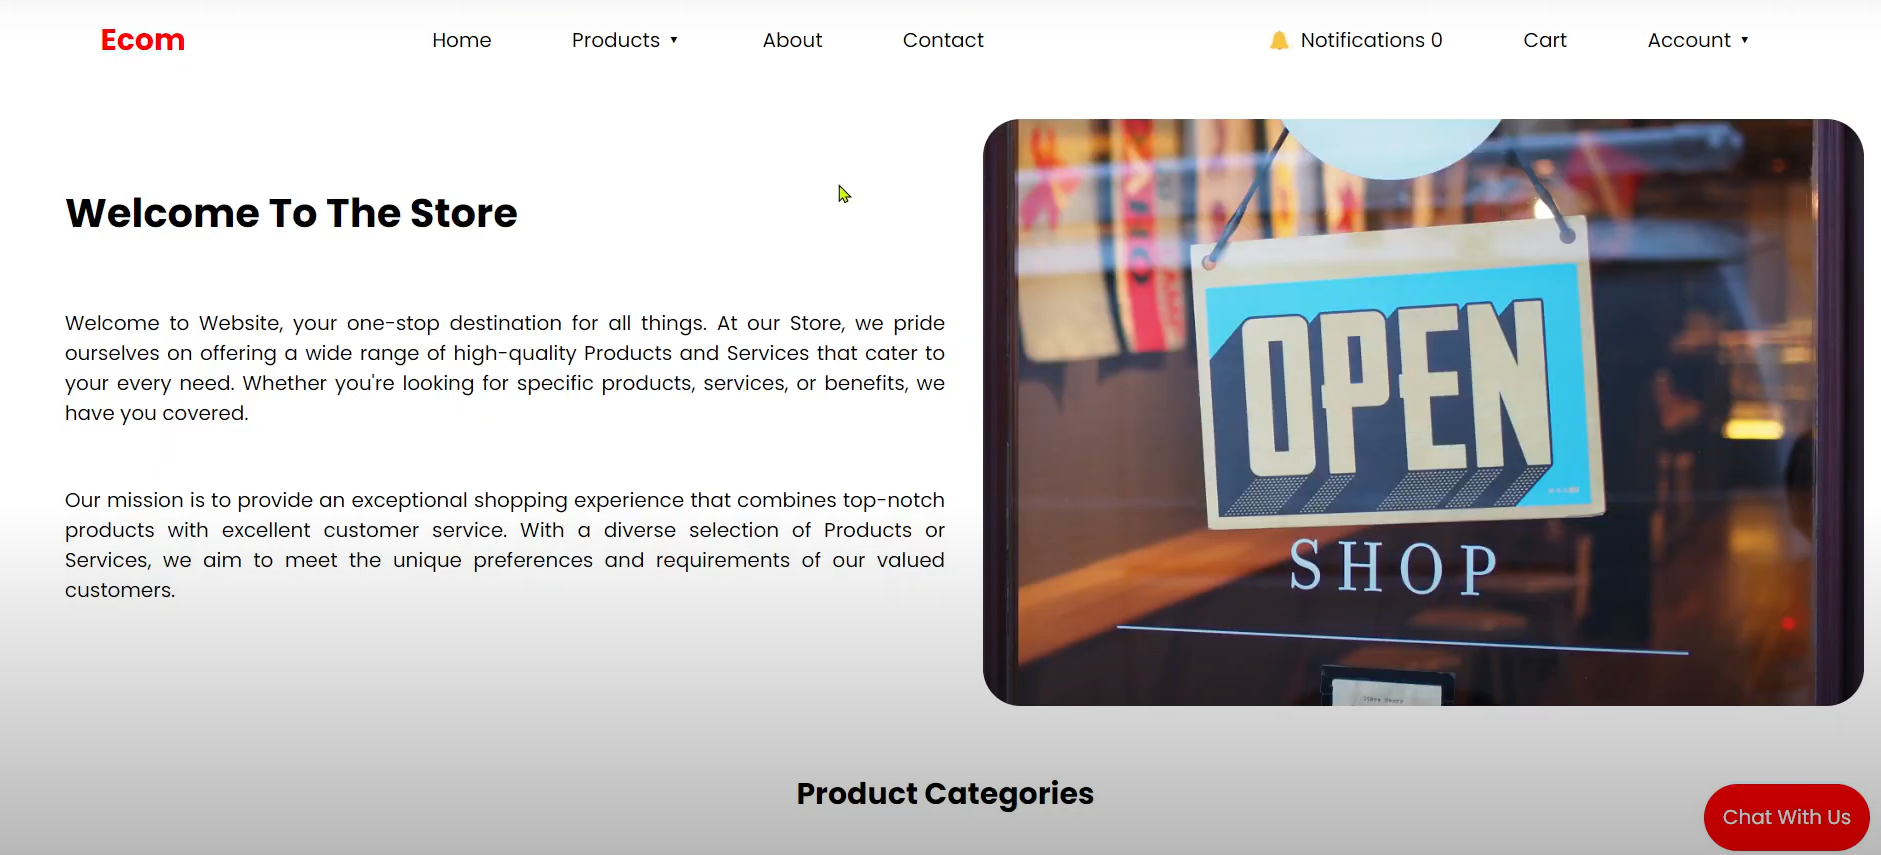 Ecom
Home
Products ▾
About
Contact
Notifications 0
Cart
Account ▾
Welcome To The Store
Welcome to Website, your one-stop destination for all things. At our Store, we pride
ourselves on offering a wide range of high-quality Products and Services that cater to
your every need. Whether you're looking for specific products, services, or benefits, we
have you covered.
Our mission is to provide an exceptional shopping experience that combines top-notch
products with excellent customer service. With a diverse selection of Products or
Services, we aim to meet the unique preferences and requirements of our valued
customers.
OPEN
SHOP
Product Categories
Chat With Us